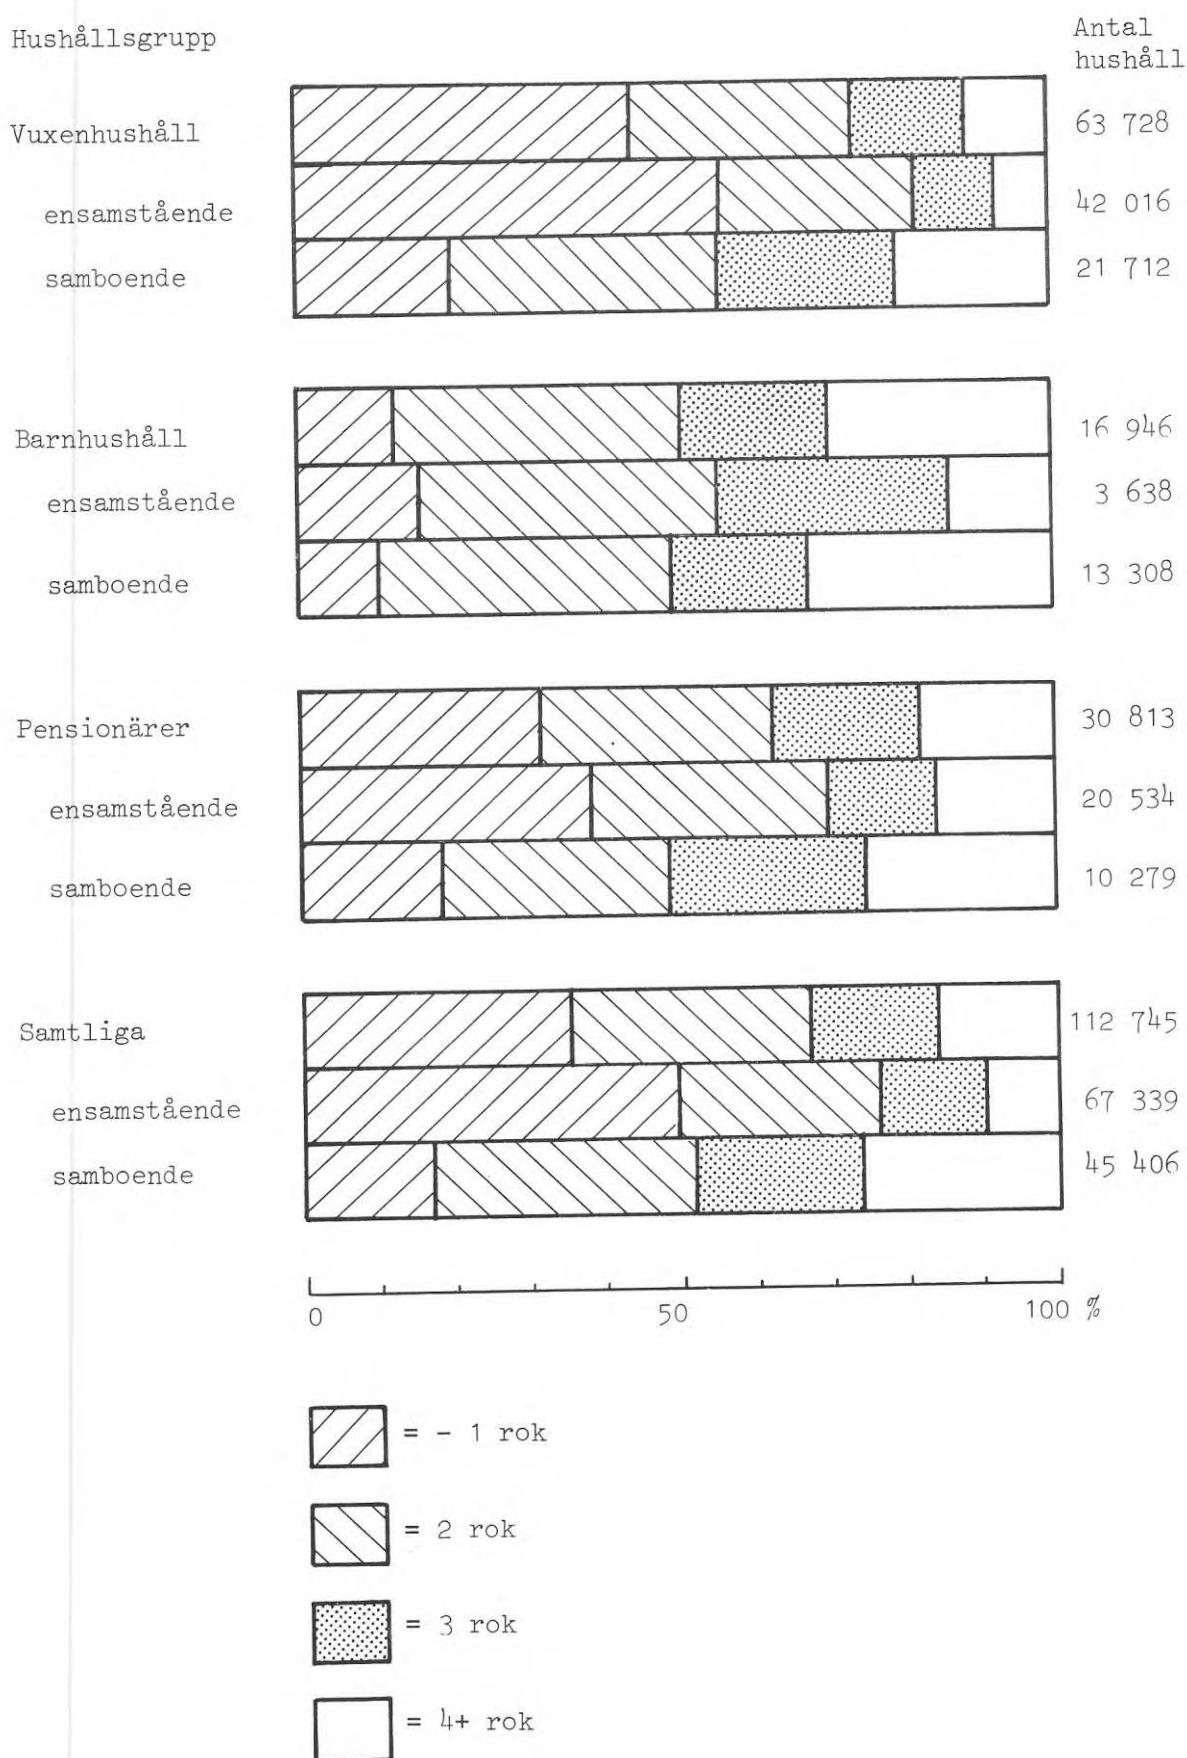 Hushållsgrupp
Antal
hushåll
Vuxenhushåll 63 728
ensamstående 42 016
samboende 21 712
Barnhushåll 16 946
ensamstående 3 638
samboende 13 308
Pensionärer 30 813
ensamstående 20 534
samboende 10 279
Samtliga 112 745
ensamstående 67 339
samboende 45 406
0 50 100 %
= - 1 rok
= 2 rok
= 3 rok
= 4+ rok